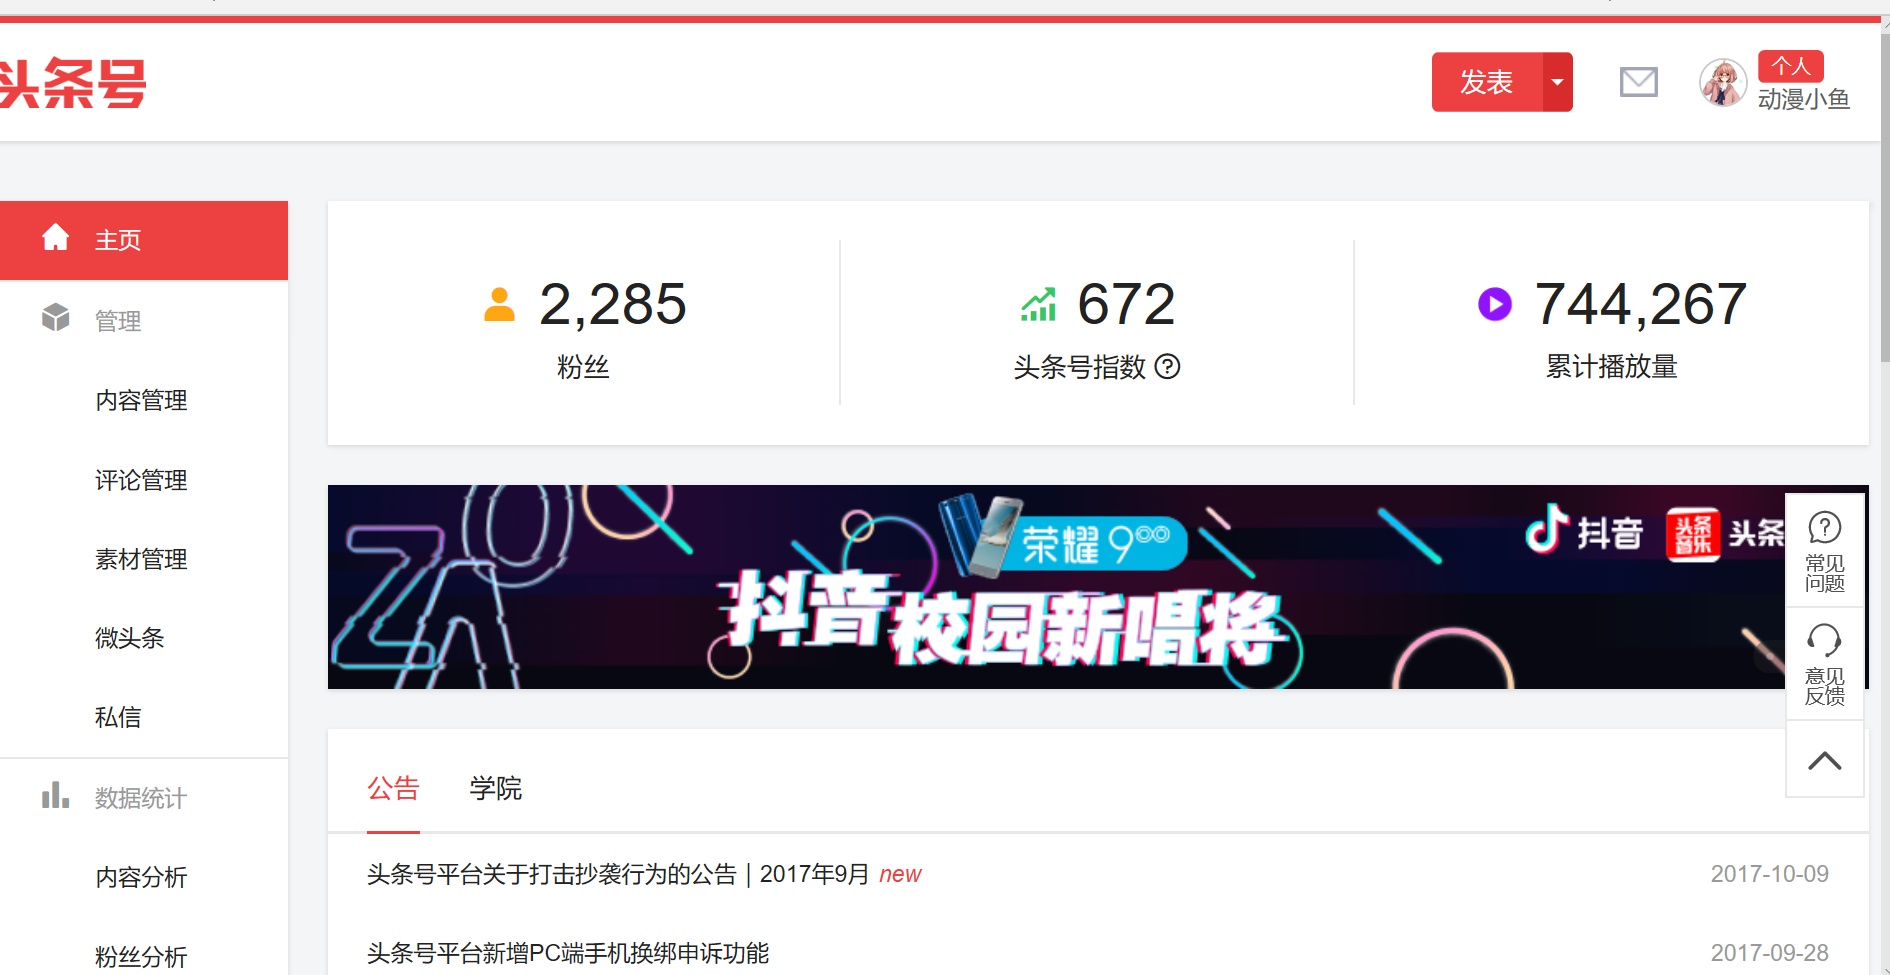 头条号
发表
个人
动漫小鱼
主页
管理
内容管理
评论管理
素材管理
微头条
私信
数据统计
内容分析
粉丝分析
2,285
粉丝
672
头条号指数
744,267
累计播放量
荣耀9
抖音校园新唱将
抖音
头条音乐
头条
常见
问题
意见
反馈
公告
学院
头条号平台关于打击抄袭行为的公告｜2017年9月 new
2017-10-09
头条号平台新增PC端手机换绑申诉功能
2017-09-28